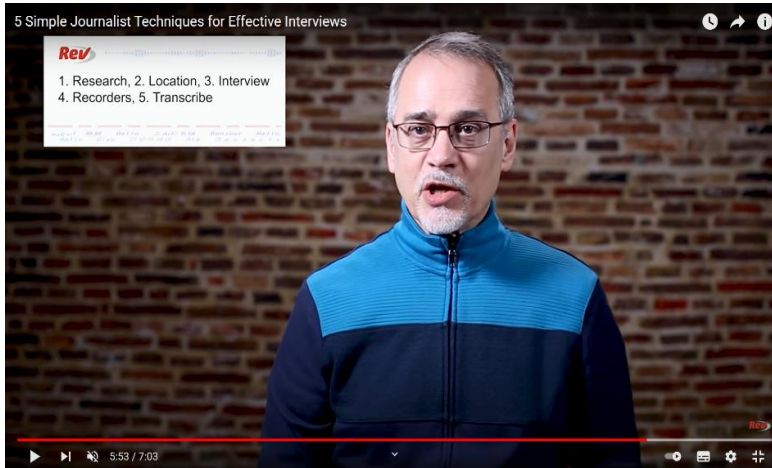 5 Simple Journalist Techniques for Effective Interviews
Rev
1. Research, 2. Location, 3. Interview
4. Recorders, 5. Transcribe
Rev
5:53 / 7:03